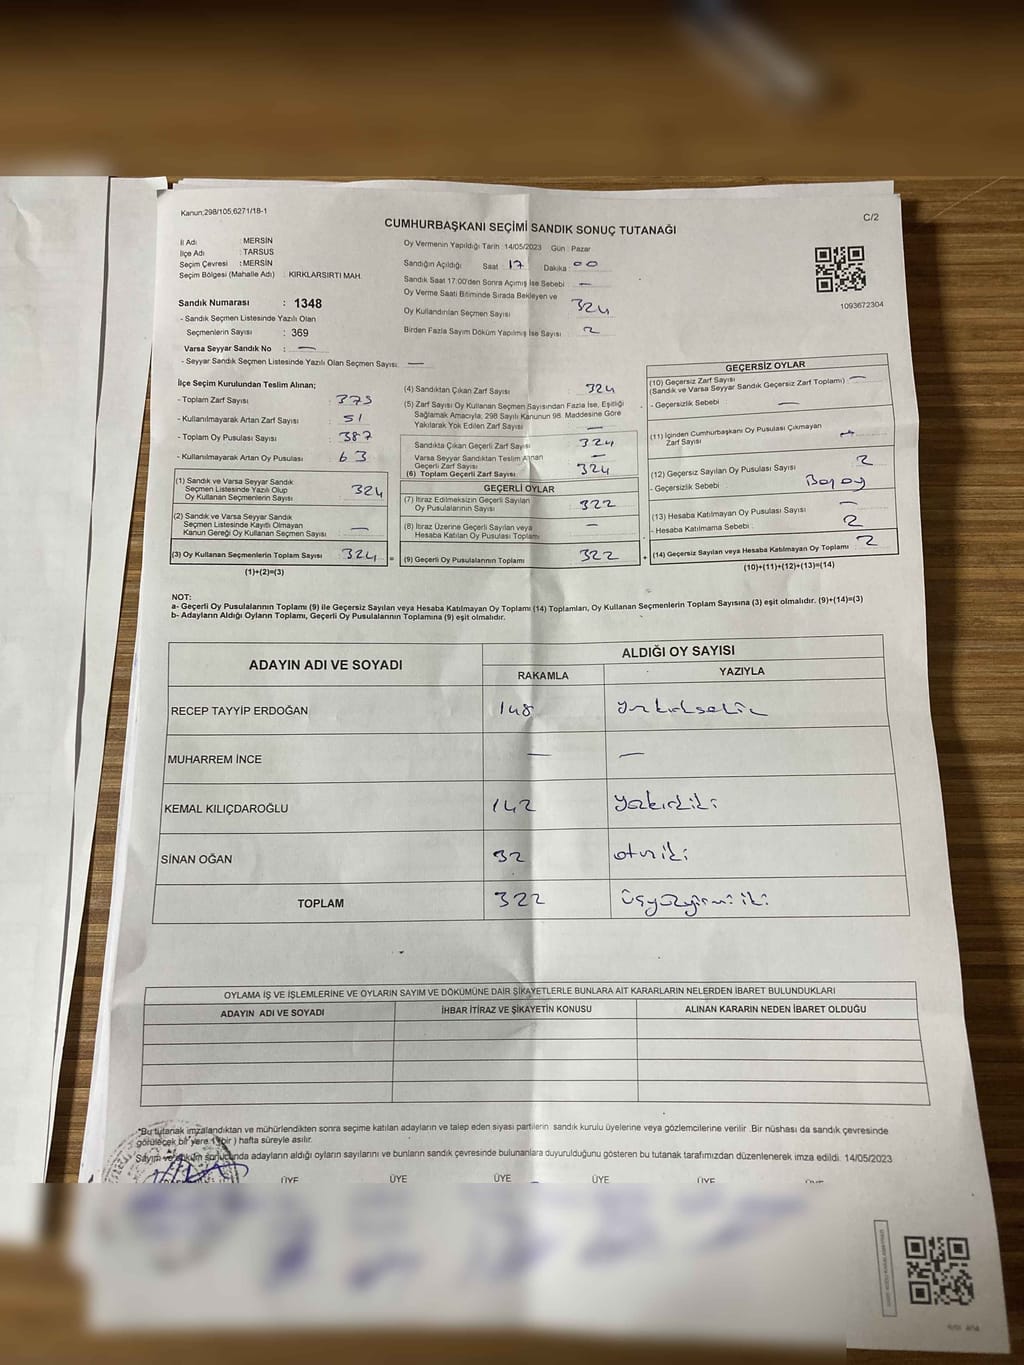 Kanun;298/105,6271/18-1
C/2
CUMHURBAŞKANI SEÇİMİ SANDIK SONUÇ TUTANAĞI
İl Adı : MERSİN
İlçe Adı : TARSUS
Seçim Çevresi : MERSİN
Seçim Bölgesi (Mahalle Adı) : KIRKLARSIRTI MAH.
Sandık Numarası : 1348
- Sandık Seçmen Listesinde Yazılı Olan
Seçmenlerin Sayısı : 369
Varsa Seyyar Sandık No : —
- Seyyar Sandık Seçmen Listesinde Yazılı Olan Seçmen Sayısı: —
Oy Vermenin Yapıldığı Tarih : 14/05/2023 Gün : Pazar
Sandığın Açıldığı Saat : 17 Dakika : 00
Sandık Saat 17:00'den Sonra Açılmış İse Sebebi —
Oy Verme Saati Bitiminde Sırada Bekleyen ve
Oy Kullandırılan Seçmen Sayısı 324
Birden Fazla Sayım Döküm Yapılmış İse Sayısı 2
1093672304
İlçe Seçim Kurulundan Teslim Alınan;
- Toplam Zarf Sayısı : 375
- Kullanılmayarak Artan Zarf Sayısı : 51
- Toplam Oy Pusulası Sayısı : 387
- Kullanılmayarak Artan Oy Pusulası : 63
(1) Sandık ve Varsa Seyyar Sandık
Seçmen Listesinde Yazılı Olup
Oy Kullanan Seçmenlerin Sayısı 324
(2) Sandık ve Varsa Seyyar Sandık
Seçmen Listesinde Kayıtlı Olmayan
Kanun Gereği Oy Kullanan Seçmen Sayısı —
(3) Oy Kullanan Seçmenlerin Toplam Sayısı 324 =
(1)+(2)=(3)
(4) Sandıktan Çıkan Zarf Sayısı : 324
(5) Zarf Sayısı Oy Kullanan Seçmen Sayısından Fazla İse, Eşitliği
Sağlamak Amacıyla, 298 Sayılı Kanunun 98. Maddesine Göre
Yakılarak Yok Edilen Zarf Sayısı —
Sandıkta Çıkan Geçerli Zarf Sayısı 324
Varsa Seyyar Sandıktan Teslim Alınan
Geçerli Zarf Sayısı —
(6) Toplam Geçerli Zarf Sayısı 324
GEÇERLİ OYLAR
(7) İtiraz Edilmeksizin Geçerli Sayılan
Oy Pusulalarının Sayısı : 322
(8) İtiraz Üzerine Geçerli Sayılan veya
Hesaba Katılan Oy Pusulası Toplamı —
(9) Geçerli Oy Pusulalarının Toplamı 322 +
GEÇERSİZ OYLAR
(10) Geçersiz Zarf Sayısı —
(Sandık ve Varsa Seyyar Sandık Geçersiz Zarf Toplamı)
- Geçersizlik Sebebi : —
(11) İçinden Cumhurbaşkanı Oy Pusulası Çıkmayan
Zarf Sayısı
(12) Geçersiz Sayılan Oy Pusulası Sayısı 2
- Geçersizlik Sebebi
(13) Hesaba Katılmayan Oy Pusulası Sayısı —
- Hesaba Katılmama Sebebi : 2
(14) Geçersiz Sayılan veya Hesaba Katılmayan Oy Toplamı 2
(10)+(11)+(12)+(13)=(14)
NOT:
a- Geçerli Oy Pusulalarının Toplamı (9) ile Geçersiz Sayılan veya Hesaba Katılmayan Oy Toplamı (14) Toplamları, Oy Kullanan Seçmenlerin Toplam Sayısına (3) eşit olmalıdır. (9)+(14)=(3)
b- Adayların Aldığı Oyların Toplamı, Geçerli Oy Pusulalarının Toplamına (9) eşit olmalıdır.
ADAYIN ADI VE SOYADI
ALDIĞI OY SAYISI
RAKAMLA YAZIYLA
RECEP TAYYİP ERDOĞAN 148 yüzkırksekiz
MUHARREM İNCE — —
KEMAL KILIÇDAROĞLU 142 yüzkırkiki
SİNAN OĞAN 32 otuziki
TOPLAM 322 üçyüzyirmiiki
OYLAMA İŞ VE İŞLEMLERİNE VE OYLARIN SAYIM VE DÖKÜMÜNE DAİR ŞİKAYETLERLE BUNLARA AİT KARARLARIN NELERDEN İBARET BULUNDUKLARI
ADAYIN ADI VE SOYADI İHBAR İTİRAZ VE ŞİKAYETİN KONUSU ALINAN KARARIN NEDEN İBARET OLDUĞU
*Bu tutanak imzalandıktan ve mühürlendikten sonra seçime katılan adayların ve talep eden siyasi partilerin sandık kurulu üyelerine veya gözlemcilerine verilir. Bir nüshası da sandık çevresinde
görülecek bir yere 1 (bir) hafta süreyle asılır.
Sayım ve döküm sonucunda adayların aldığı oyların sayılarını ve bunların sandık çevresinde bulunanlara duyurulduğunu gösteren bu tutanak tarafımızdan düzenlenerek imza edildi. 14/05/2023
ÜYE ÜYE ÜYE ÜYE ÜYE